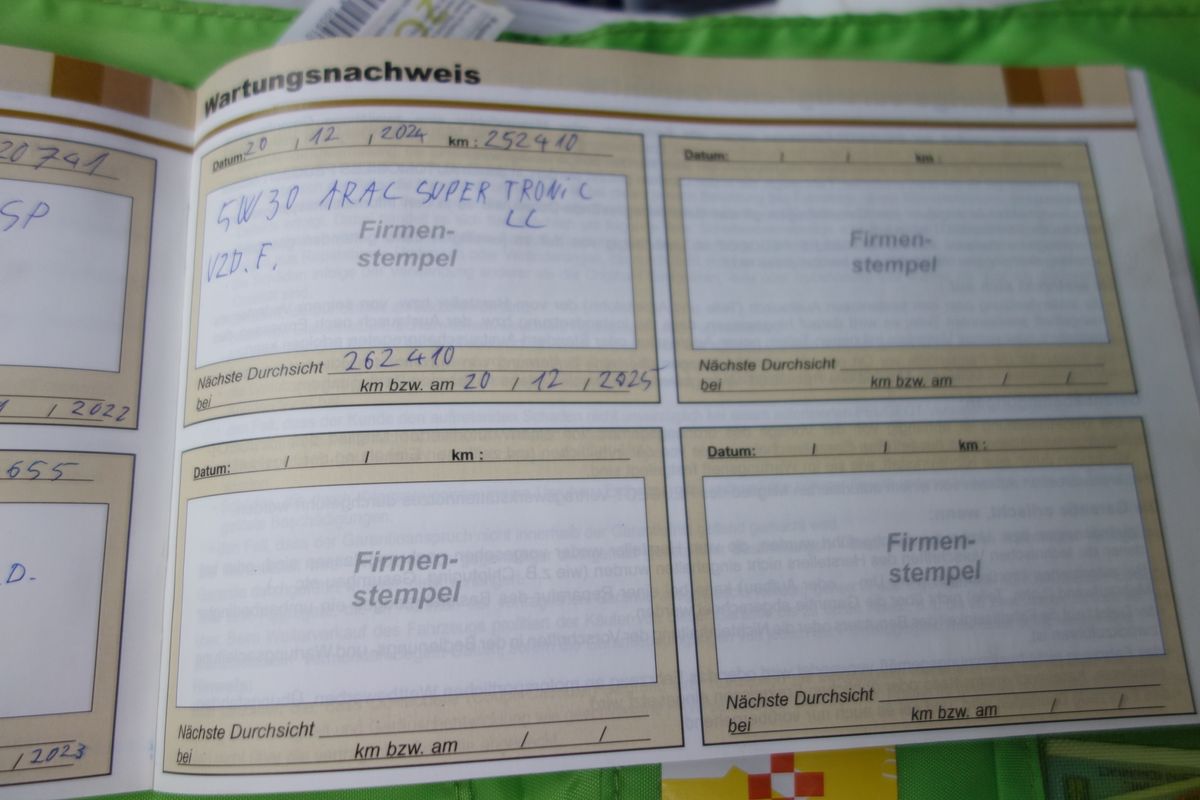 Wartungsnachweis
20741
SP
/ 2022
655
D.
/ 2023
Datum: 20 / 12 / 2024 km : 252410
5W30 ARAL SUPER TRONIC
LL
VZD. F.
Firmen-
stempel
Nächste Durchsicht 262410
bei km bzw. am 20 / 12 / 2025
Datum: / / km :
Firmen-
stempel
Nächste Durchsicht
bei km bzw. am / /
Datum: / / km :
Firmen-
stempel
Nächste Durchsicht
bei km bzw. am / /
Datum: / / km :
Firmen-
stempel
Nächste Durchsicht
bei km bzw. am / /